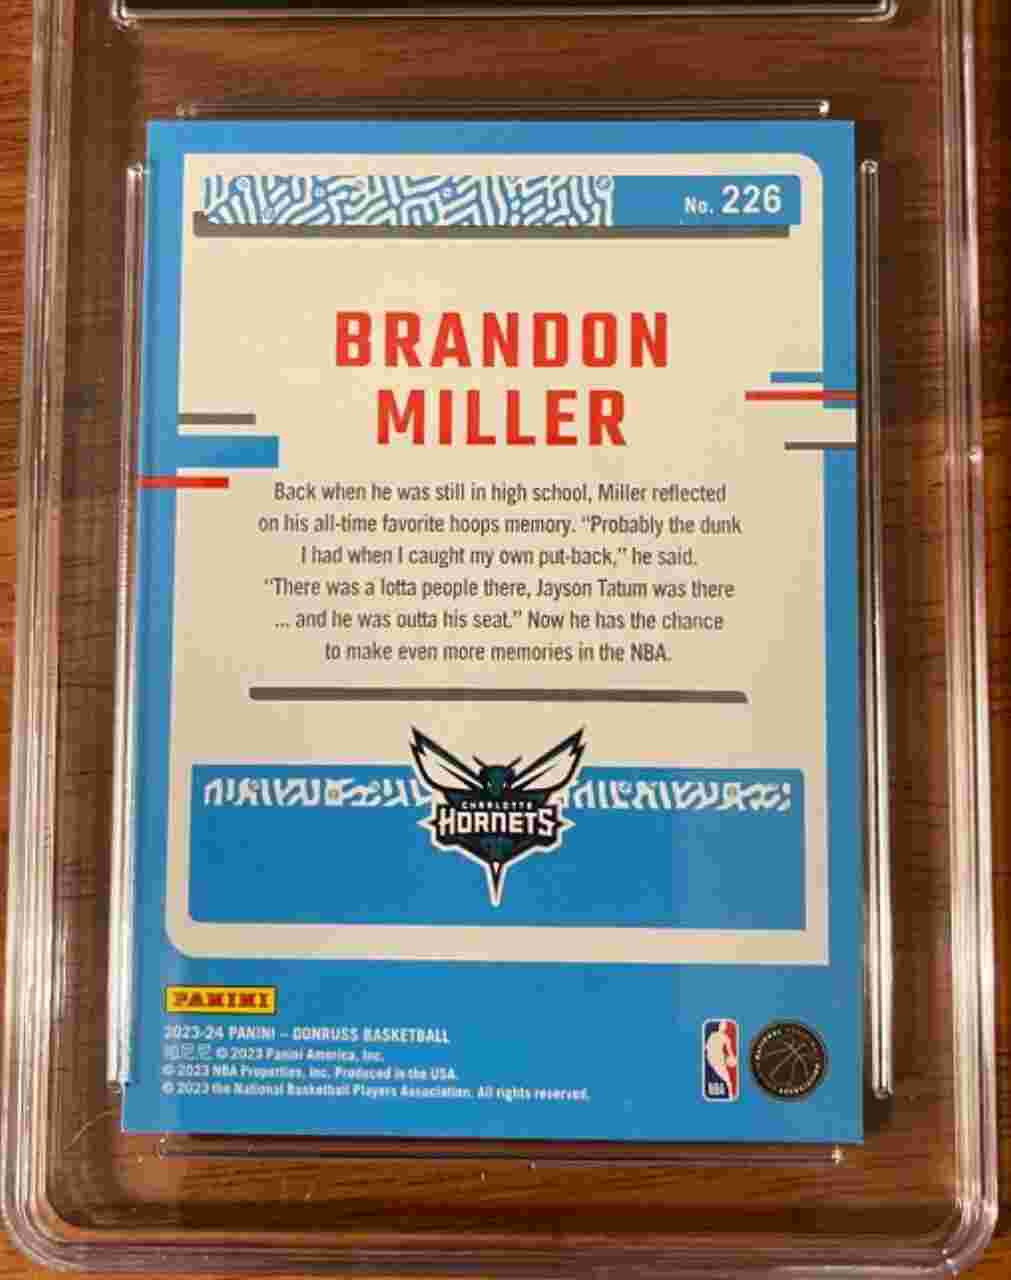 No. 226
BRANDON
MILLER
Back when he was still in high school, Miller reflected
on his all-time favorite hoops memory. “Probably the dunk
I had when I caught my own put-back,” he said.
“There was a lotta people there, Jayson Tatum was there
... and he was outta his seat.” Now he has the chance
to make even more memories in the NBA.
CHARLOTTE
HORNETS
PANINI
2023-24 PANINI – DONRUSS BASKETBALL
© 2023 Panini America, Inc.
© 2023 NBA Properties, Inc. Produced in the USA.
© 2023 the National Basketball Players Association. All rights reserved.
NBA